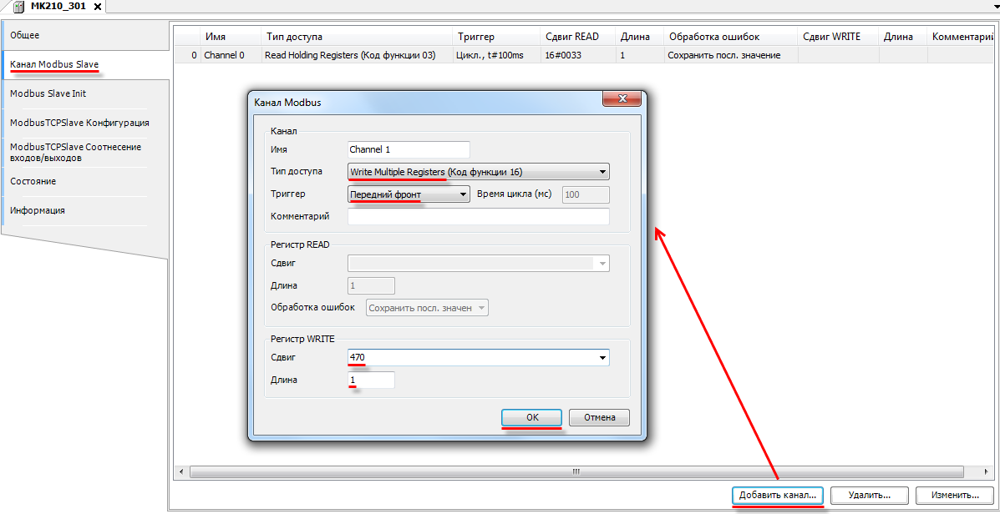 MK210_301
Общее
Канал Modbus Slave
Modbus Slave Init
ModbusTCPSlave Конфигурация
ModbusTCPSlave Соотнесение
входов/выходов
Состояние
Информация
Имя Тип доступа Триггер Сдвиг READ Длина Обработка ошибок Сдвиг WRITE Длина Комментарий
0 Channel 0 Read Holding Registers (Код функции 03) Цикл., t#100ms 16#0033 1 Сохранить посл. значение
Канал Modbus
Канал
Имя Channel 1
Тип доступа Write Multiple Registers (Код функции 16)
Триггер Передний фронт Время цикла (мс) 100
Комментарий
Регистр READ
Сдвиг
Длина 1
Обработка ошибок Сохранить посл. значен
Регистр WRITE
Сдвиг 470
Длина 1
OK Отмена
Добавить канал... Удалить... Изменить...